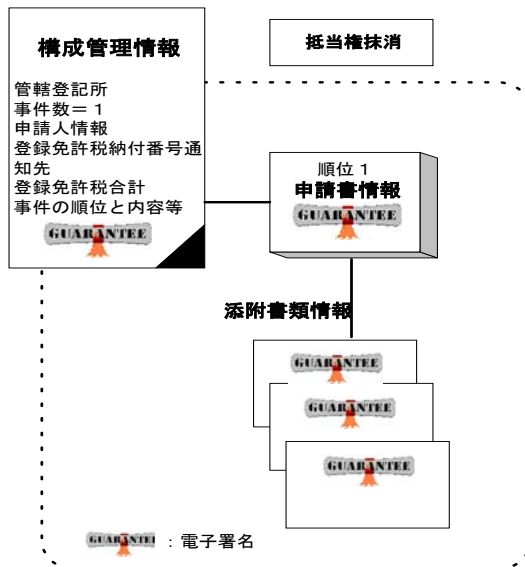 構成管理情報
管轄登記所
事件数＝１
申請人情報
登録免許税納付番号通
知先
登録免許税合計
事件の順位と内容等
GUARANTEE
抵当権抹消
順位１
申請書情報
GUARANTEE
添附書類情報
GUARANTEE
GUARANTEE
GUARANTEE
GUARANTEE：電子署名